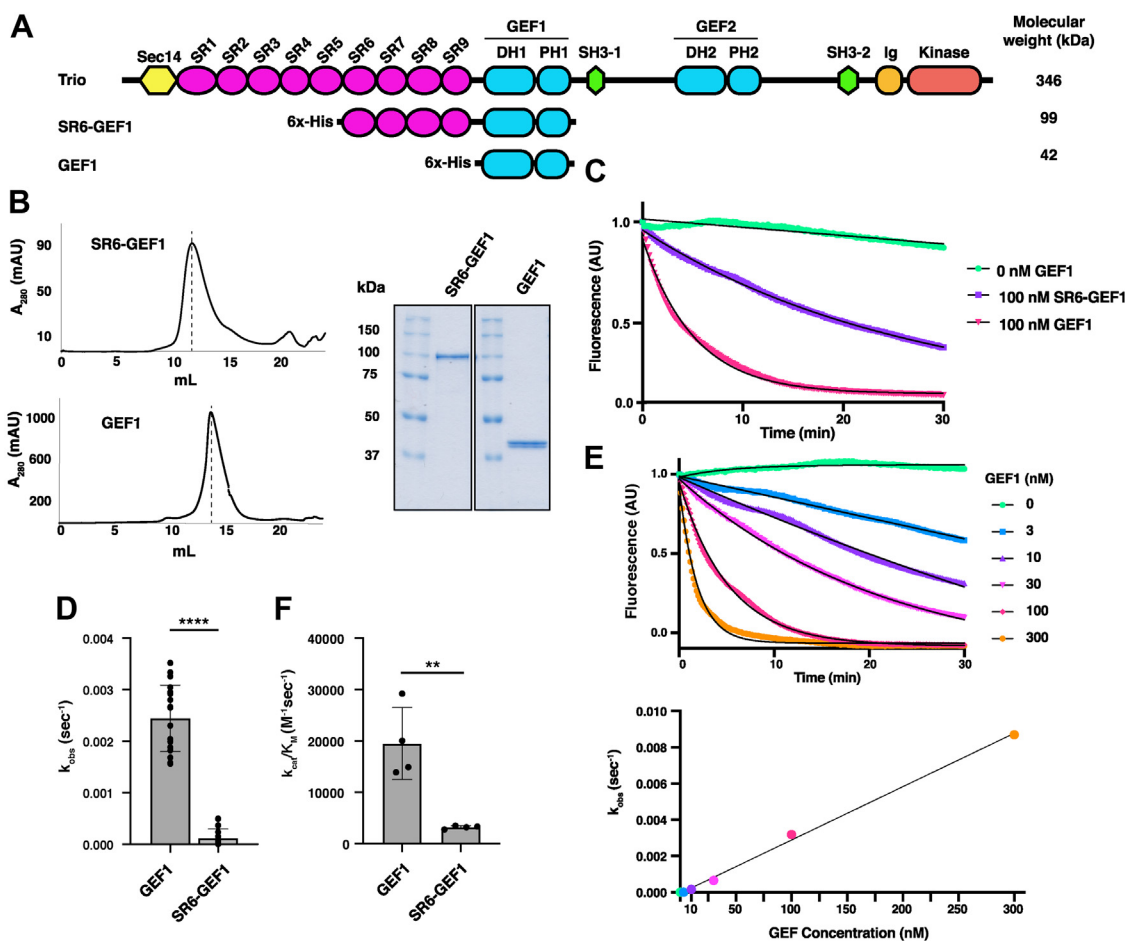 A
Sec14 SR1 SR2 SR3 SR4 SR5 SR6 SR7 SR8 SR9 GEF1 DH1 PH1 SH3-1 GEF2 DH2 PH2 SH3-2 Ig Kinase Molecular weight (kDa)
Trio 346
SR6-GEF1 6x-His 99
GEF1 6x-His 42
B
SR6-GEF1
A280 (mAU)
90
50
10
0 5 10 15 20
mL
GEF1
A280 (mAU)
1000
600
200
0 5 10 15 20
mL
kDa SR6-GEF1 GEF1
150
100
75
50
37
C
Fluorescence (AU)
1.0
0.5
0.0
0 10 20 30
Time (min)
0 nM GEF1
100 nM SR6-GEF1
100 nM GEF1
D
kobs (sec-1)
0.004
0.003
0.002
0.001
0.000
****
GEF1 SR6-GEF1
F
kcat/KM (M-1sec-1)
40000
30000
20000
10000
0
**
GEF1 SR6-GEF1
E
Fluorescence (AU)
1.0
0.5
0.0
0 10 20 30
Time (min)
GEF1 (nM)
0
3
10
30
100
300
kobs (sec-1)
0.010
0.008
0.006
0.004
0.002
0.000
10 50 100 150 200 250 300
GEF Concentration (nM)